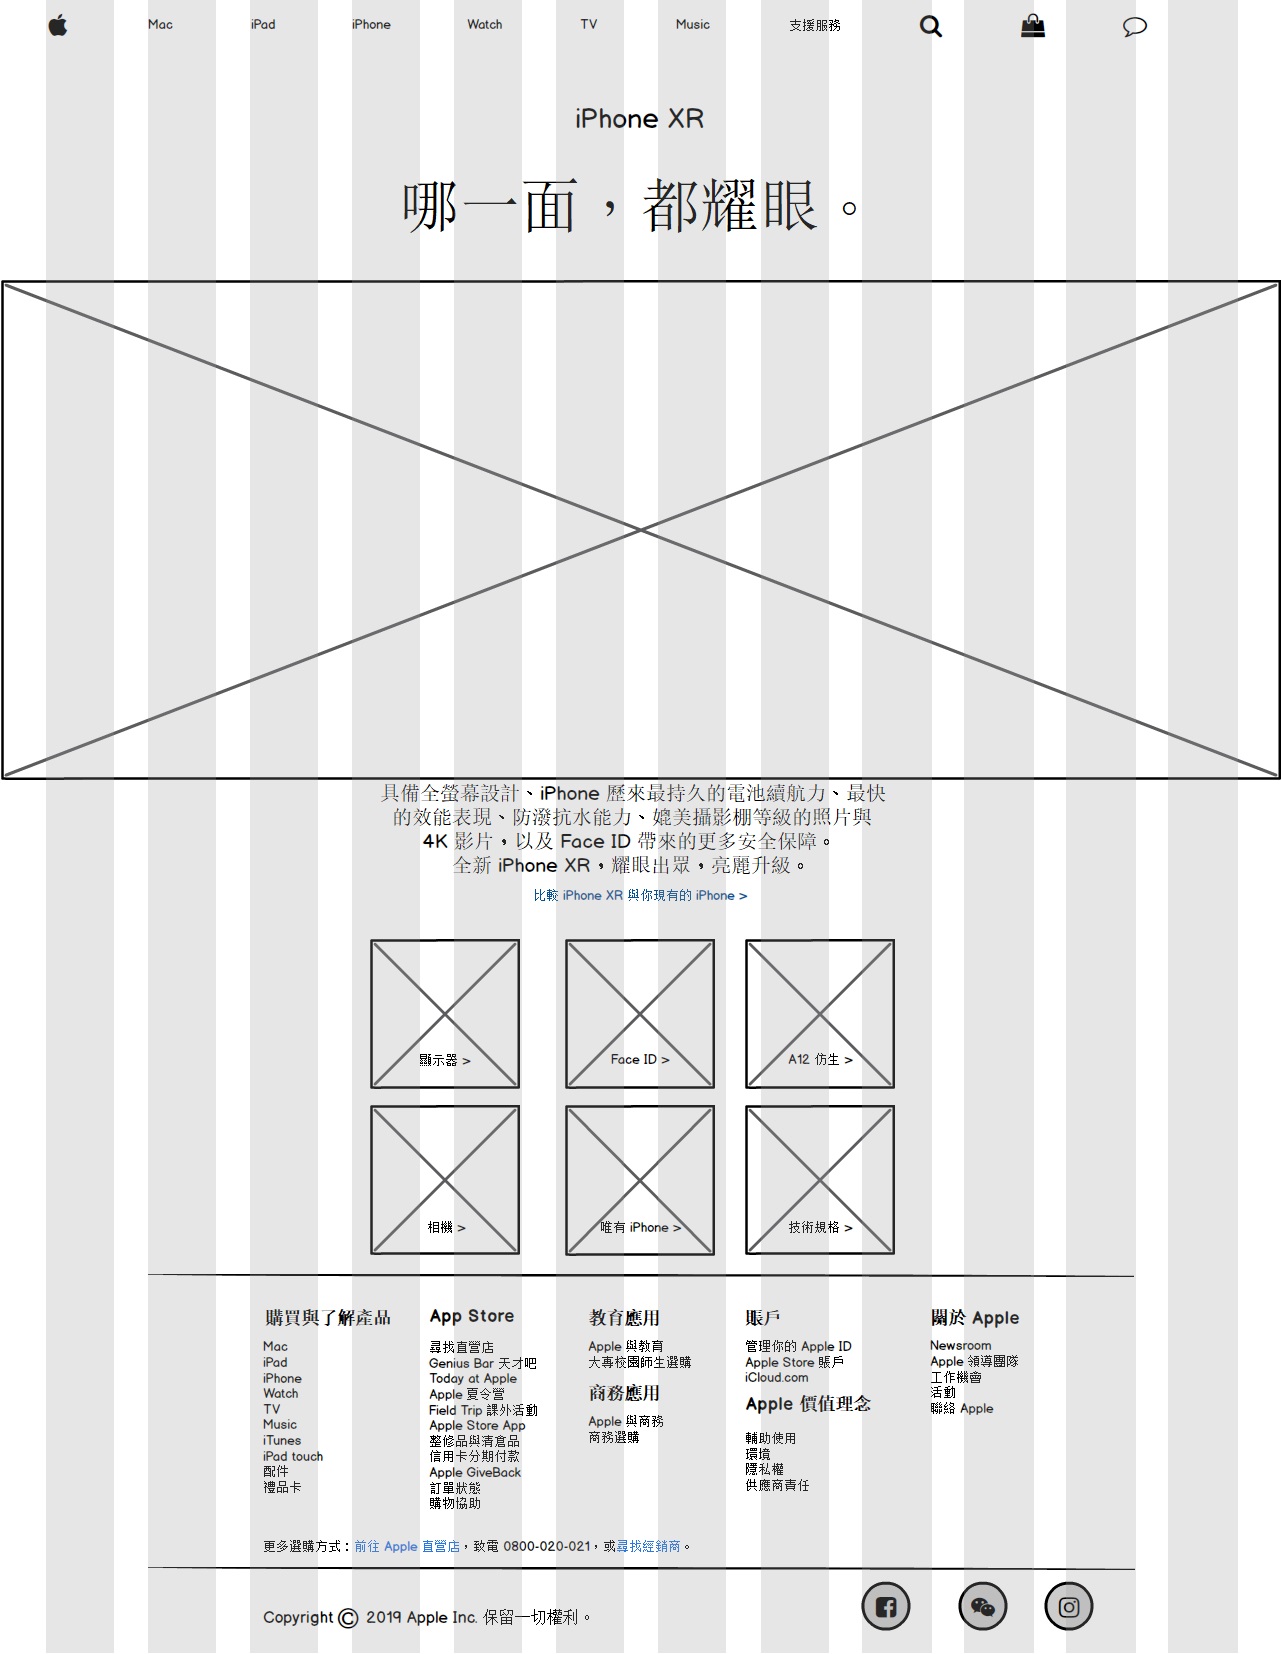 Mac iPad iPhone Watch TV Music 支援服務
iPhone XR
哪一面，都耀眼。
具備全螢幕設計、iPhone 歷來最持久的電池續航力、最快
的效能表現、防潑抗水能力、媲美攝影棚等級的照片與
4K 影片，以及 Face ID 帶來的更多安全保障。
全新 iPhone XR，耀眼出眾，亮麗升級。
比較 iPhone XR 與你現有的 iPhone >
顯示器 >
Face ID >
A12 仿生 >
相機 >
唯有 iPhone >
技術規格 >
購買與了解產品
Mac
iPad
iPhone
Watch
TV
Music
iTunes
iPad touch
配件
禮品卡
App Store
尋找直營店
Genius Bar 天才吧
Today at Apple
Apple 夏令營
Field Trip 課外活動
Apple Store App
整修品與清倉品
信用卡分期付款
Apple GiveBack
訂單狀態
購物協助
教育應用
Apple 與教育
大專校園師生選購
商務應用
Apple 與商務
商務選購
賬戶
管理你的 Apple ID
Apple Store 賬戶
iCloud.com
Apple 價值理念
輔助使用
環境
隱私權
供應商責任
關於 Apple
Newsroom
Apple 領導團隊
工作機會
活動
聯絡 Apple
更多選購方式：前往 Apple 直營店，致電 0800-020-021，或尋找經銷商。
Copyright © 2019 Apple Inc. 保留一切權利。